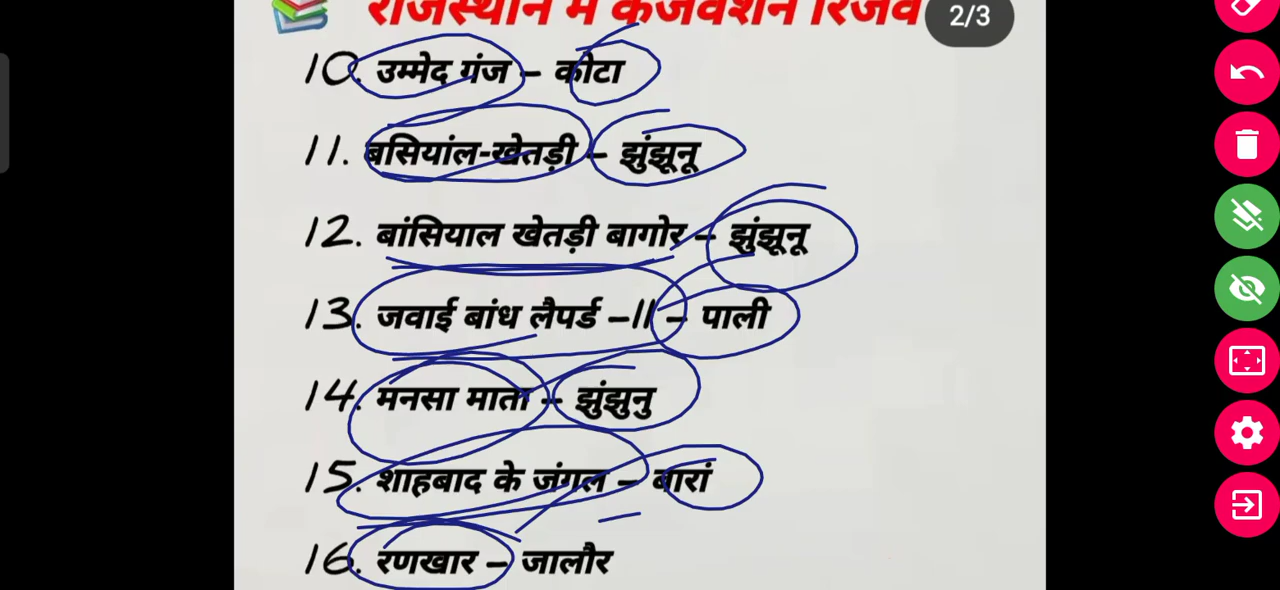 राजस्थान में कंजर्वेशन रिजर्व
2/3
10. उम्मेद गंज – कोटा
11. बसियांल-खेतड़ी – झुंझूनू
12. बांसियाल खेतड़ी बागोर – झुंझूनू
13. जवाई बांध लैपर्ड –II – पाली
14. मनसा माता – झुंझुनु
15. शाहबाद के जंगल – बारां
16. रणखार – जालौर